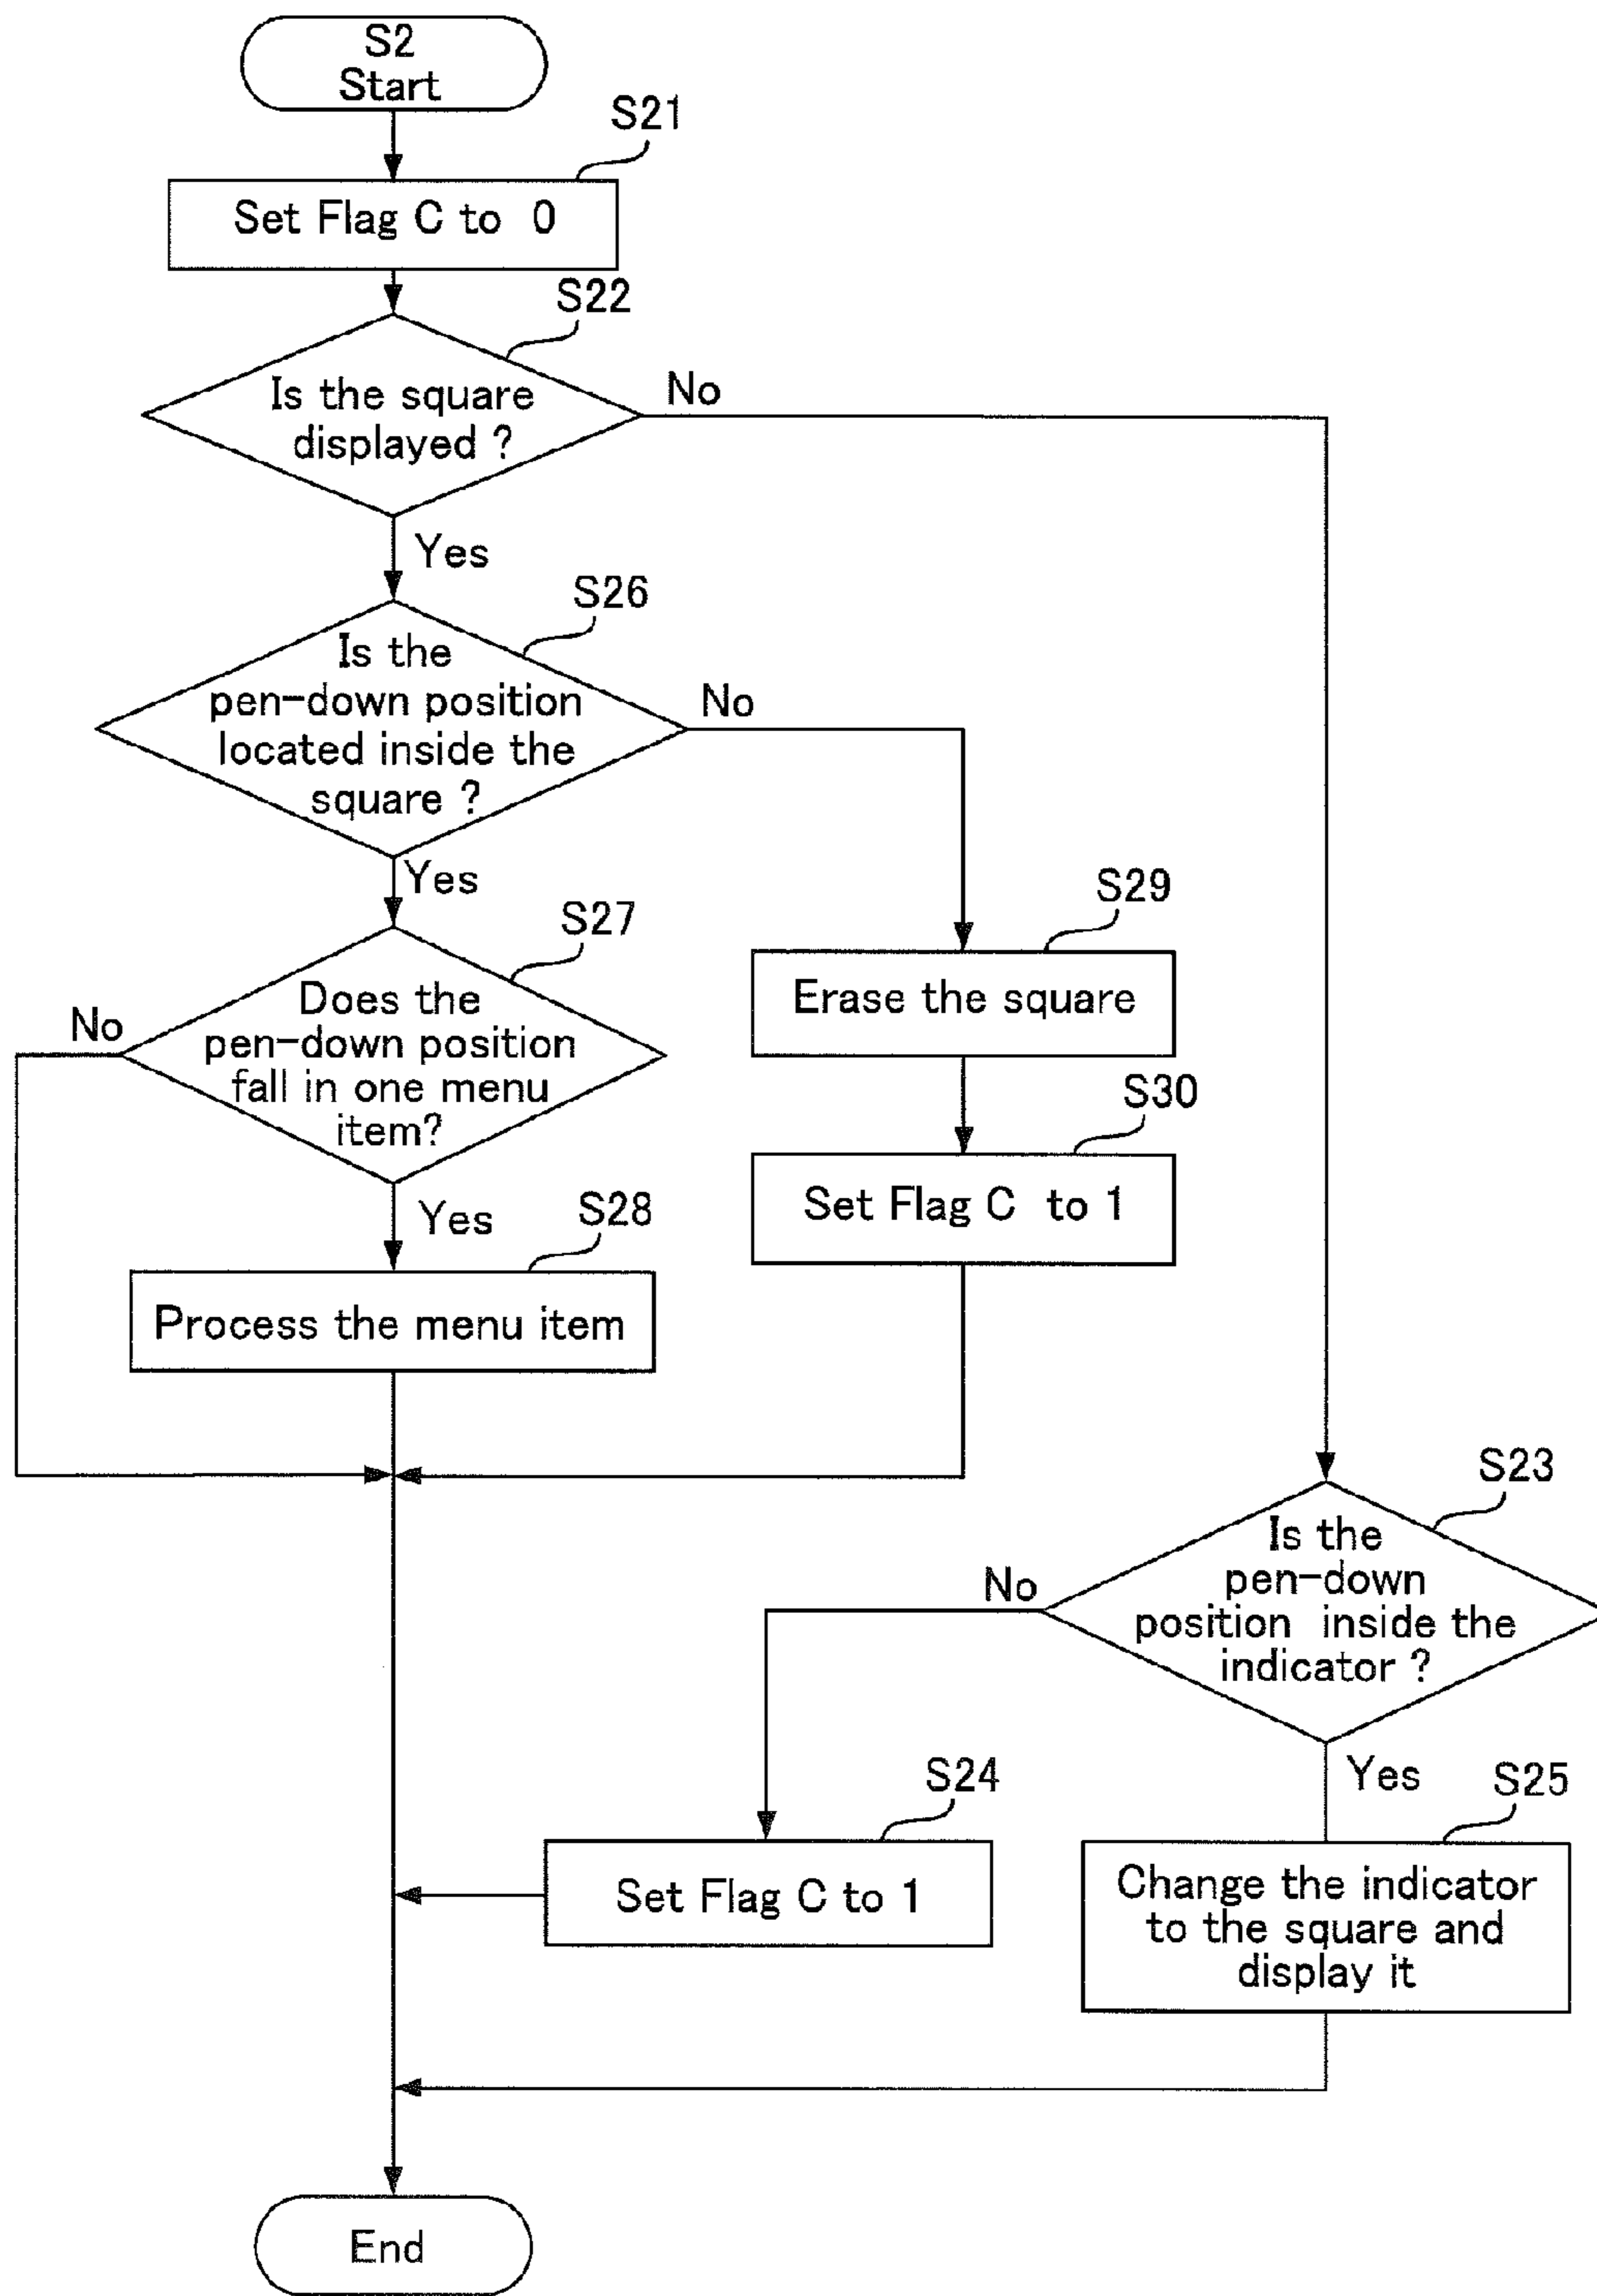 S2
Start
S21
Set Flag C to 0
S22
Is the square
displayed ?
No
Yes
S26
Is the
pen-down position
located inside the
square ?
No
Yes
S29
Erase the square
S27
Does the
pen-down position
fall in one menu
item?
No
S30
Set Flag C to 1
Yes
S28
Process the menu item
S23
Is the
pen-down
position inside the
indicator ?
No
Yes
S24
Set Flag C to 1
S25
Change the indicator
to the square and
display it
End